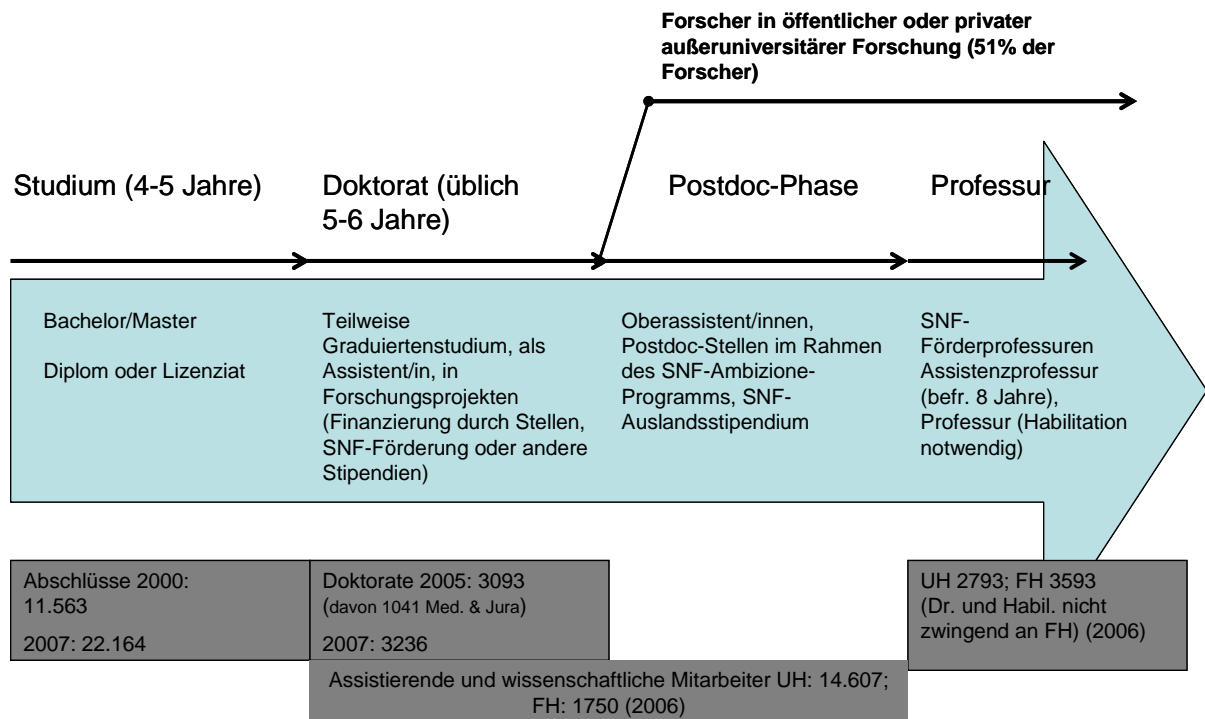 Forscher in öffentlicher oder privater
außeruniversitärer Forschung (51% der
Forscher)
Studium (4-5 Jahre)
Doktorat (üblich
5-6 Jahre)
Postdoc-Phase
Professur
Bachelor/Master
Diplom oder Lizenziat
Teilweise
Graduiertenstudium, als
Assistent/in, in
Forschungsprojekten
(Finanzierung durch Stellen,
SNF-Förderung oder andere
Stipendien)
Oberassistent/innen,
Postdoc-Stellen im Rahmen
des SNF-Ambizione-
Programms, SNF-
Auslandsstipendium
SNF-
Förderprofessuren
Assistenzprofessur
(befr. 8 Jahre),
Professur (Habilitation
notwendig)
Abschlüsse 2000:
11.563
2007: 22.164
Doktorate 2005: 3093
(davon 1041 Med. & Jura)
2007: 3236
UH 2793; FH 3593
(Dr. und Habil. nicht
zwingend an FH) (2006)
Assistierende und wissenschaftliche Mitarbeiter UH: 14.607;
FH: 1750 (2006)